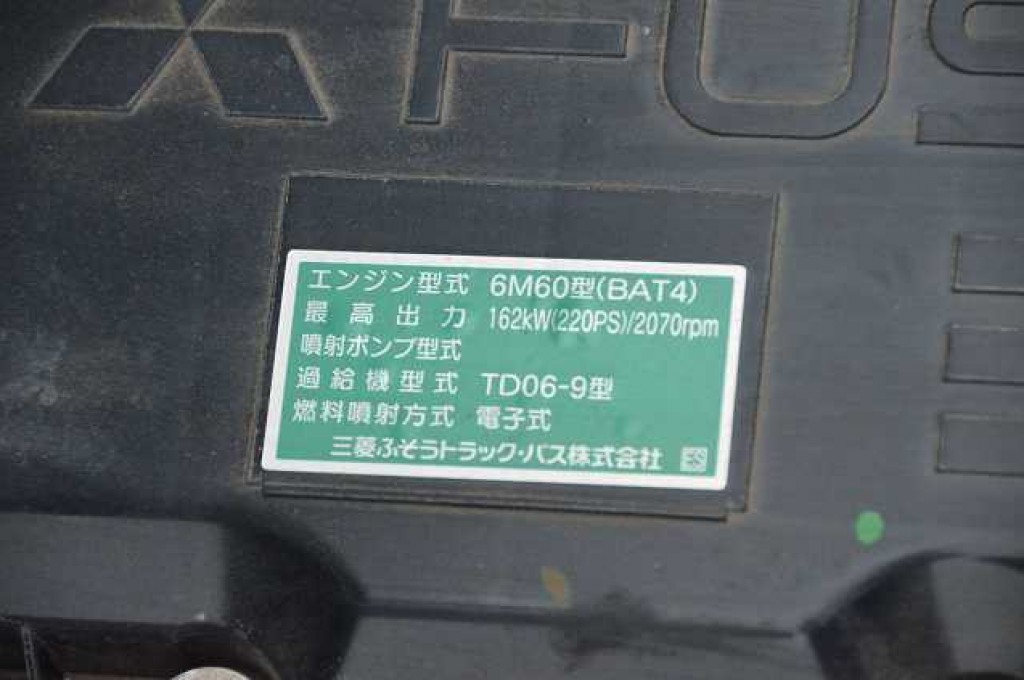 FUS
エンジン型式 6M60型(BAT4)
最高出力 162kW(220PS)/2070rpm
噴射ポンプ型式
過給機型式 TD06-9型
燃料噴射方式 電子式
三菱ふそうトラック・バス株式会社 ES